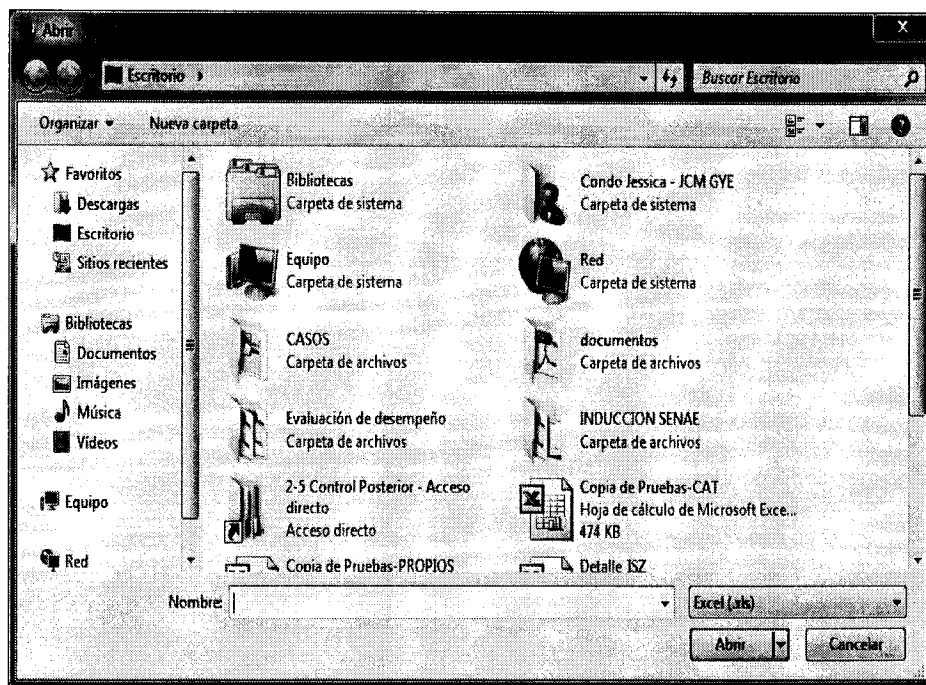 Abrir
X
Escritorio
Buscar Escritorio
Organizar
Nueva carpeta
Favoritos
Descargas
Escritorio
Sitios recientes
Bibliotecas
Documentos
Imágenes
Música
Vídeos
Equipo
Red
Bibliotecas
Carpeta de sistema
Condo Jessica - JCM GYE
Carpeta de sistema
Equipo
Carpeta de sistema
Red
Carpeta de sistema
CASOS
Carpeta de archivos
documentos
Carpeta de archivos
Evaluación de desempeño
Carpeta de archivos
INDUCCION SENAE
Carpeta de archivos
2-5 Control Posterior - Acceso
directo
Acceso directo
Copia de Pruebas-CAT
Hoja de cálculo de Microsoft Exce...
474 KB
Copia de Pruebas-PROPIOS
Detalle ISZ
Nombre:
Excel (.xls)
Abrir
Cancelar